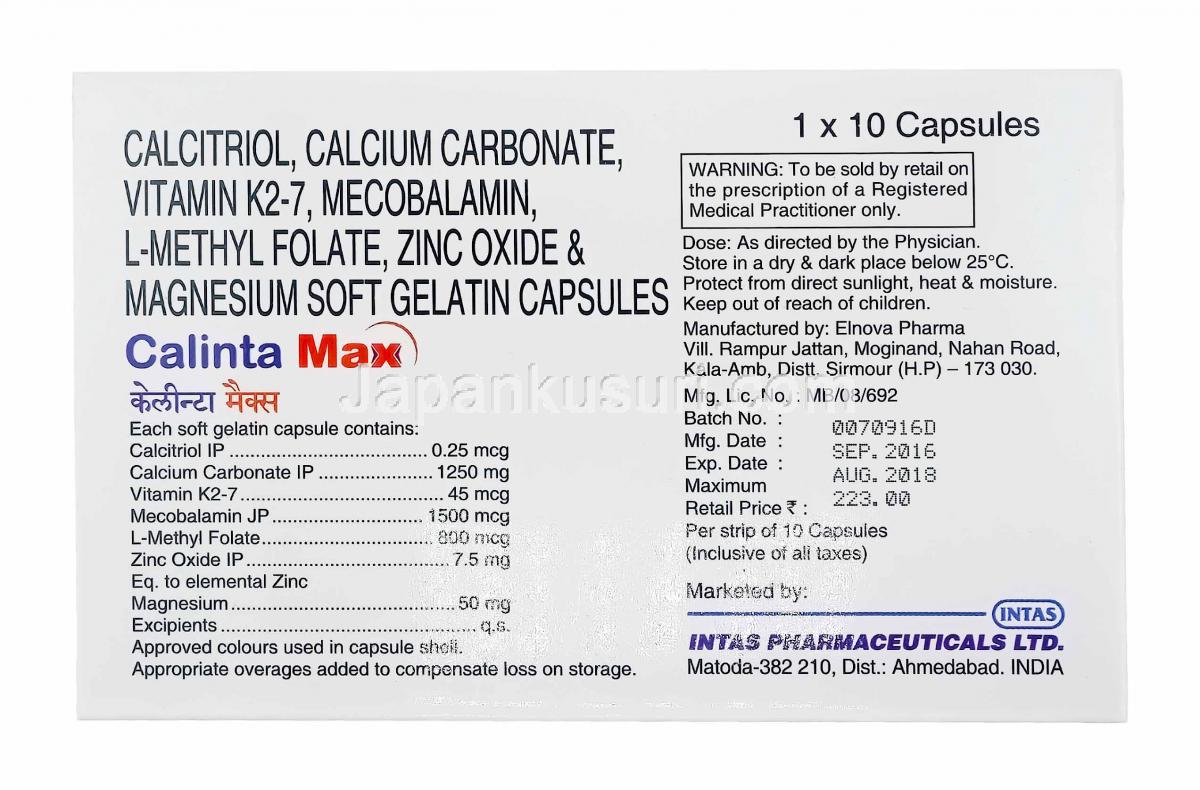 CALCITRIOL, CALCIUM CARBONATE,
VITAMIN K2-7, MECOBALAMIN,
L-METHYL FOLATE, ZINC OXIDE &
MAGNESIUM SOFT GELATIN CAPSULES
Calinta Max
केलीन्टा मैक्स
Each soft gelatin capsule contains:
Calcitriol IP ..................................... 0.25 mcg
Calcium Carbonate IP ..................... 1250 mg
Vitamin K2-7...................................... 45 mcg
Mecobalamin JP............................ 1500 mcg
L-Methyl Folate................................ 800 mcg
Zinc Oxide IP ..................................... 7.5 mg
Eq. to elemental Zinc
Magnesium......................................... 50 mg
Excipients............................................... q.s.
Approved colours used in capsule shell.
Appropriate overages added to compensate loss on storage.
1 x 10 Capsules
WARNING: To be sold by retail on
the prescription of a Registered
Medical Practitioner only.
Dose: As directed by the Physician.
Store in a dry & dark place below 25°C.
Protect from direct sunlight, heat & moisture.
Keep out of reach of children.
Manufactured by: Elnova Pharma
Vill. Rampur Jattan, Moginand, Nahan Road,
Kala-Amb, Distt. Sirmour (H.P) – 173 030.
Mfg. Lic. No. : MB/08/692
Batch No. : 0070916D
Mfg. Date : SEP. 2016
Exp. Date : AUG. 2018
Maximum
Retail Price ₹ : 223.00
Per strip of 10 Capsules
(Inclusive of all taxes)
Marketed by:
INTAS
INTAS PHARMACEUTICALS LTD.
Matoda-382 210, Dist.: Ahmedabad. INDIA
Japankusuri.com